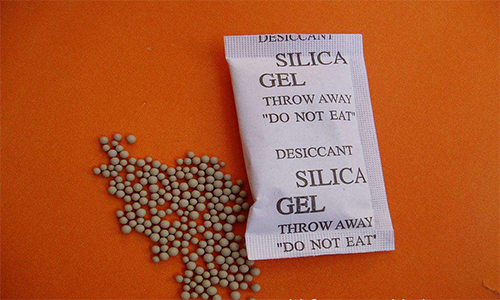 DESICCANT
SILICA
GEL
THROW AWAY
"DO NOT EAT"
DESICCANT
SILICA
GEL
THROW AWAY
"DO NOT EAT"